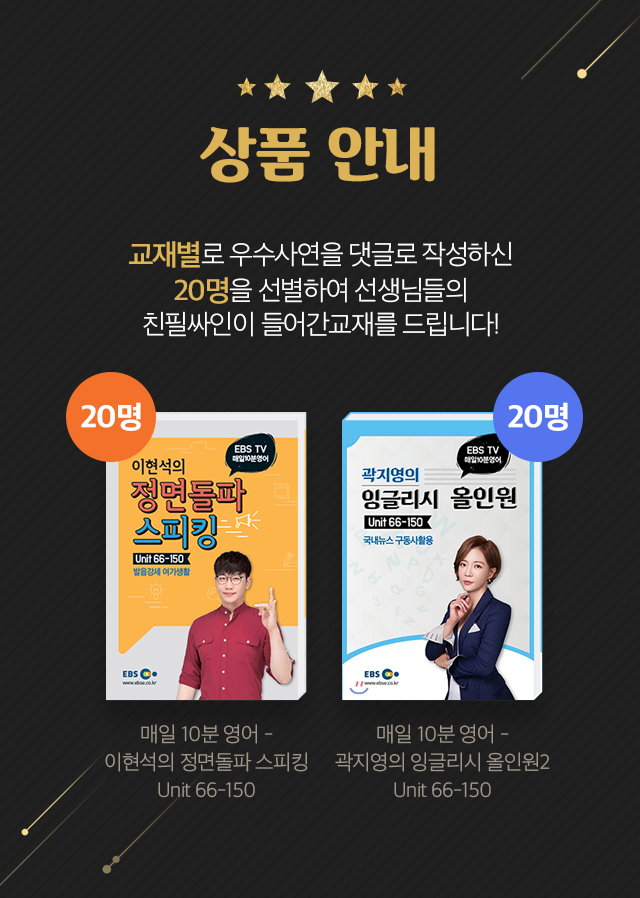 상품 안내
교재별로 우수사연을 댓글로 작성하신
20명을 선별하여 선생님들의
친필싸인이 들어간교재를 드립니다!
20명
EBS TV
매일10분영어
이현석의
정면돌파
스피킹
Unit 66-150
발음강세 여가생활
EBS
www.ebse.co.kr
매일 10분 영어 -
이현석의 정면돌파 스피킹
Unit 66-150
20명
EBS TV
매일10분영어
곽지영의
잉글리시 올인원
Unit 66-150
국내뉴스 구동사활용
EBS
www.ebse.co.kr
매일 10분 영어 -
곽지영의 잉글리시 올인원2
Unit 66-150